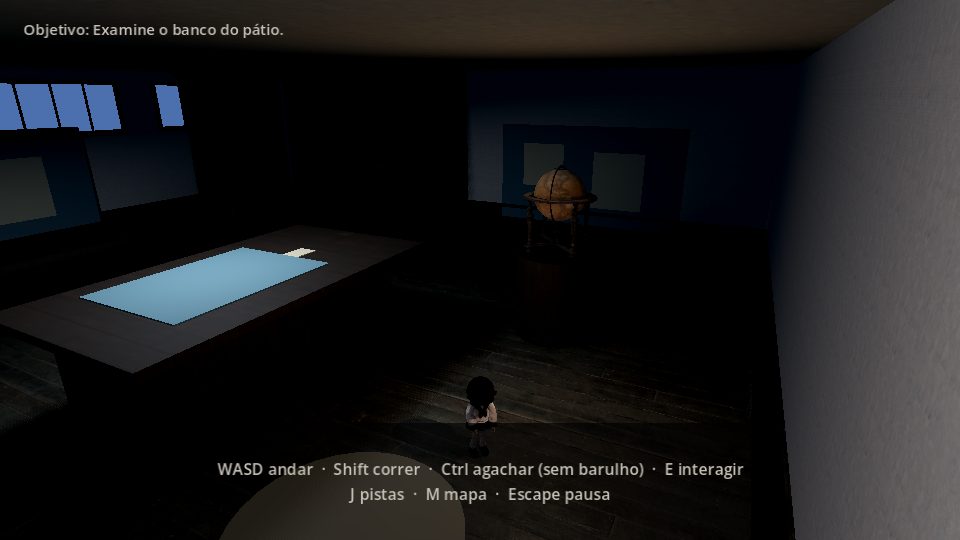 Objetivo: Examine o banco do pátio.
WASD andar · Shift correr · Ctrl agachar (sem barulho) · E interagir
J pistas · M mapa · Escape pausa